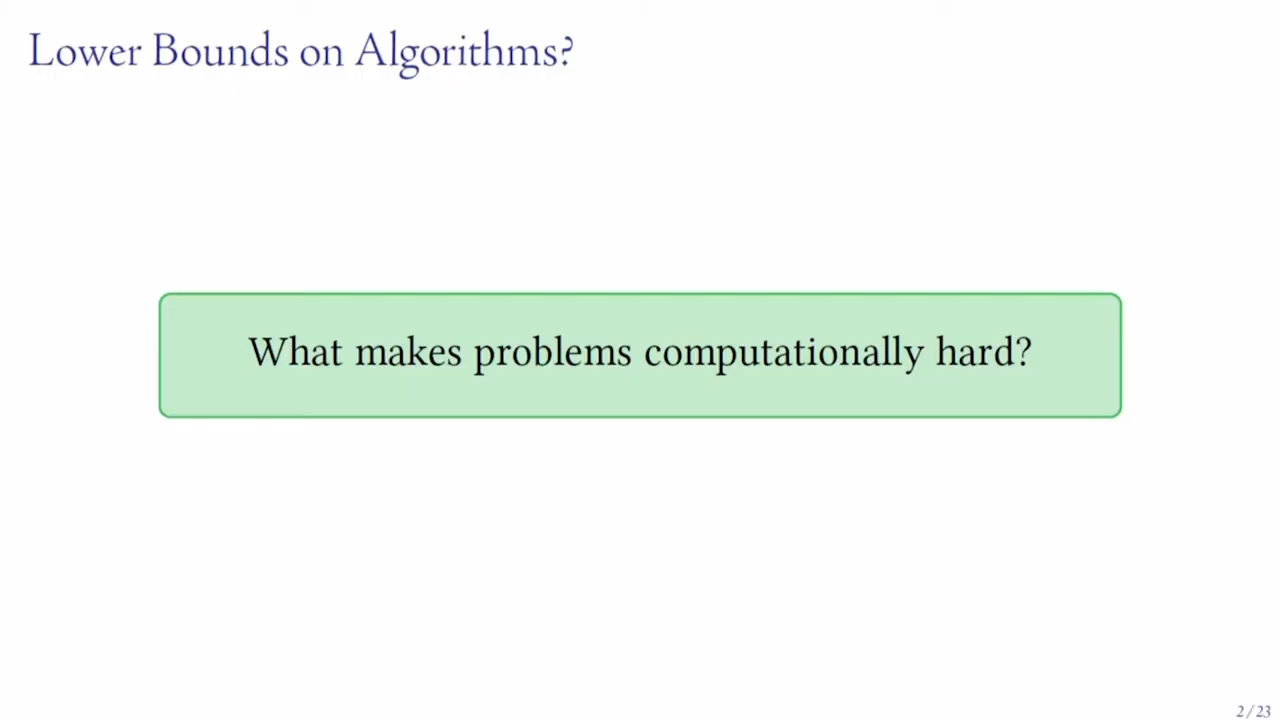 Lower Bounds on Algorithms?
What makes problems computationally hard?
2 / 23